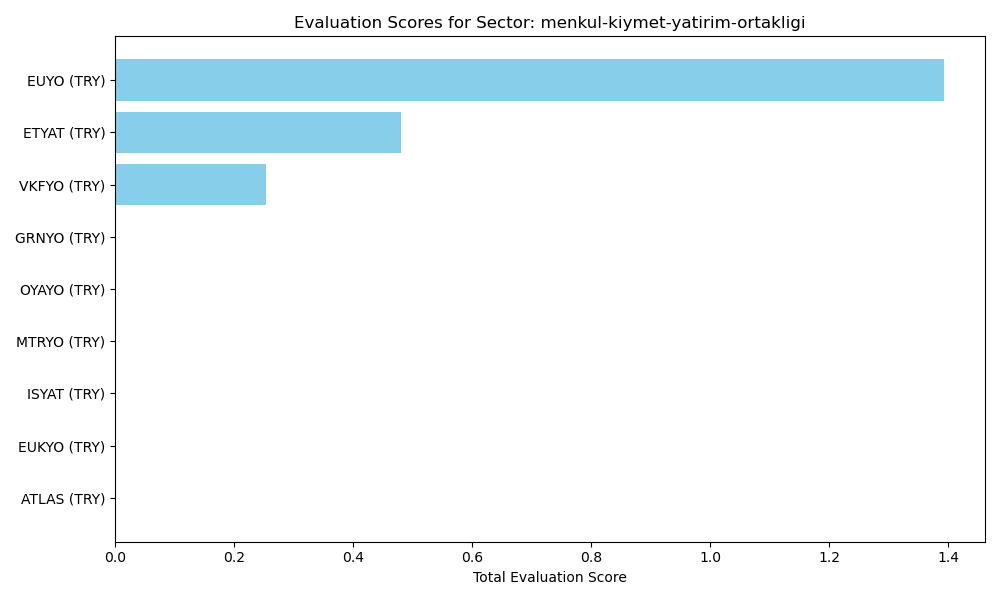 Evaluation Scores for Sector: menkul-kiymet-yatirim-ortakligi
EUYO (TRY)
ETYAT (TRY)
VKFYO (TRY)
GRNYO (TRY)
OYAYO (TRY)
MTRYO (TRY)
ISYAT (TRY)
EUKYO (TRY)
ATLAS (TRY)
0.0 0.2 0.4 0.6 0.8 1.0 1.2 1.4
Total Evaluation Score